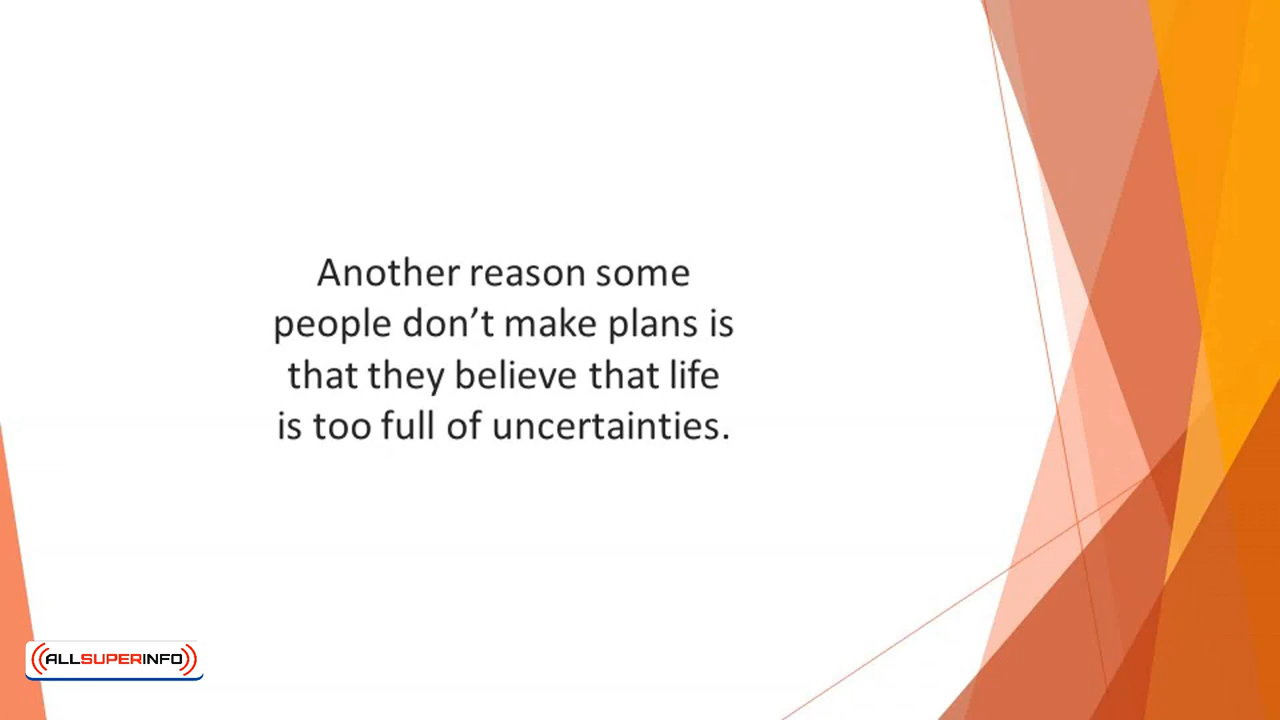 Another reason some
people don’t make plans is
that they believe that life
is too full of uncertainties.
ALLSUPERINFO